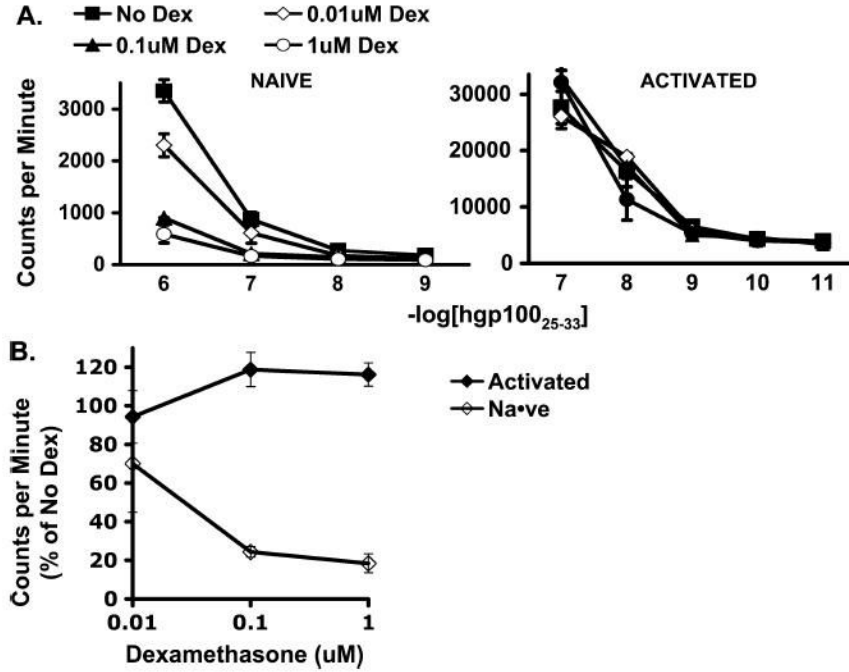 A.
No Dex
0.01uM Dex
0.1uM Dex
1uM Dex
NAIVE
ACTIVATED
Counts per Minute
3000
2000
1000
0
6 7 8 9
30000
20000
10000
0
7 8 9 10 11
-log[hgp100₂₅₋₃₃]
B.
Activated
Na•ve
Counts per Minute
(% of No Dex)
120
100
80
60
40
20
0
0.01 0.1 1
Dexamethasone (uM)